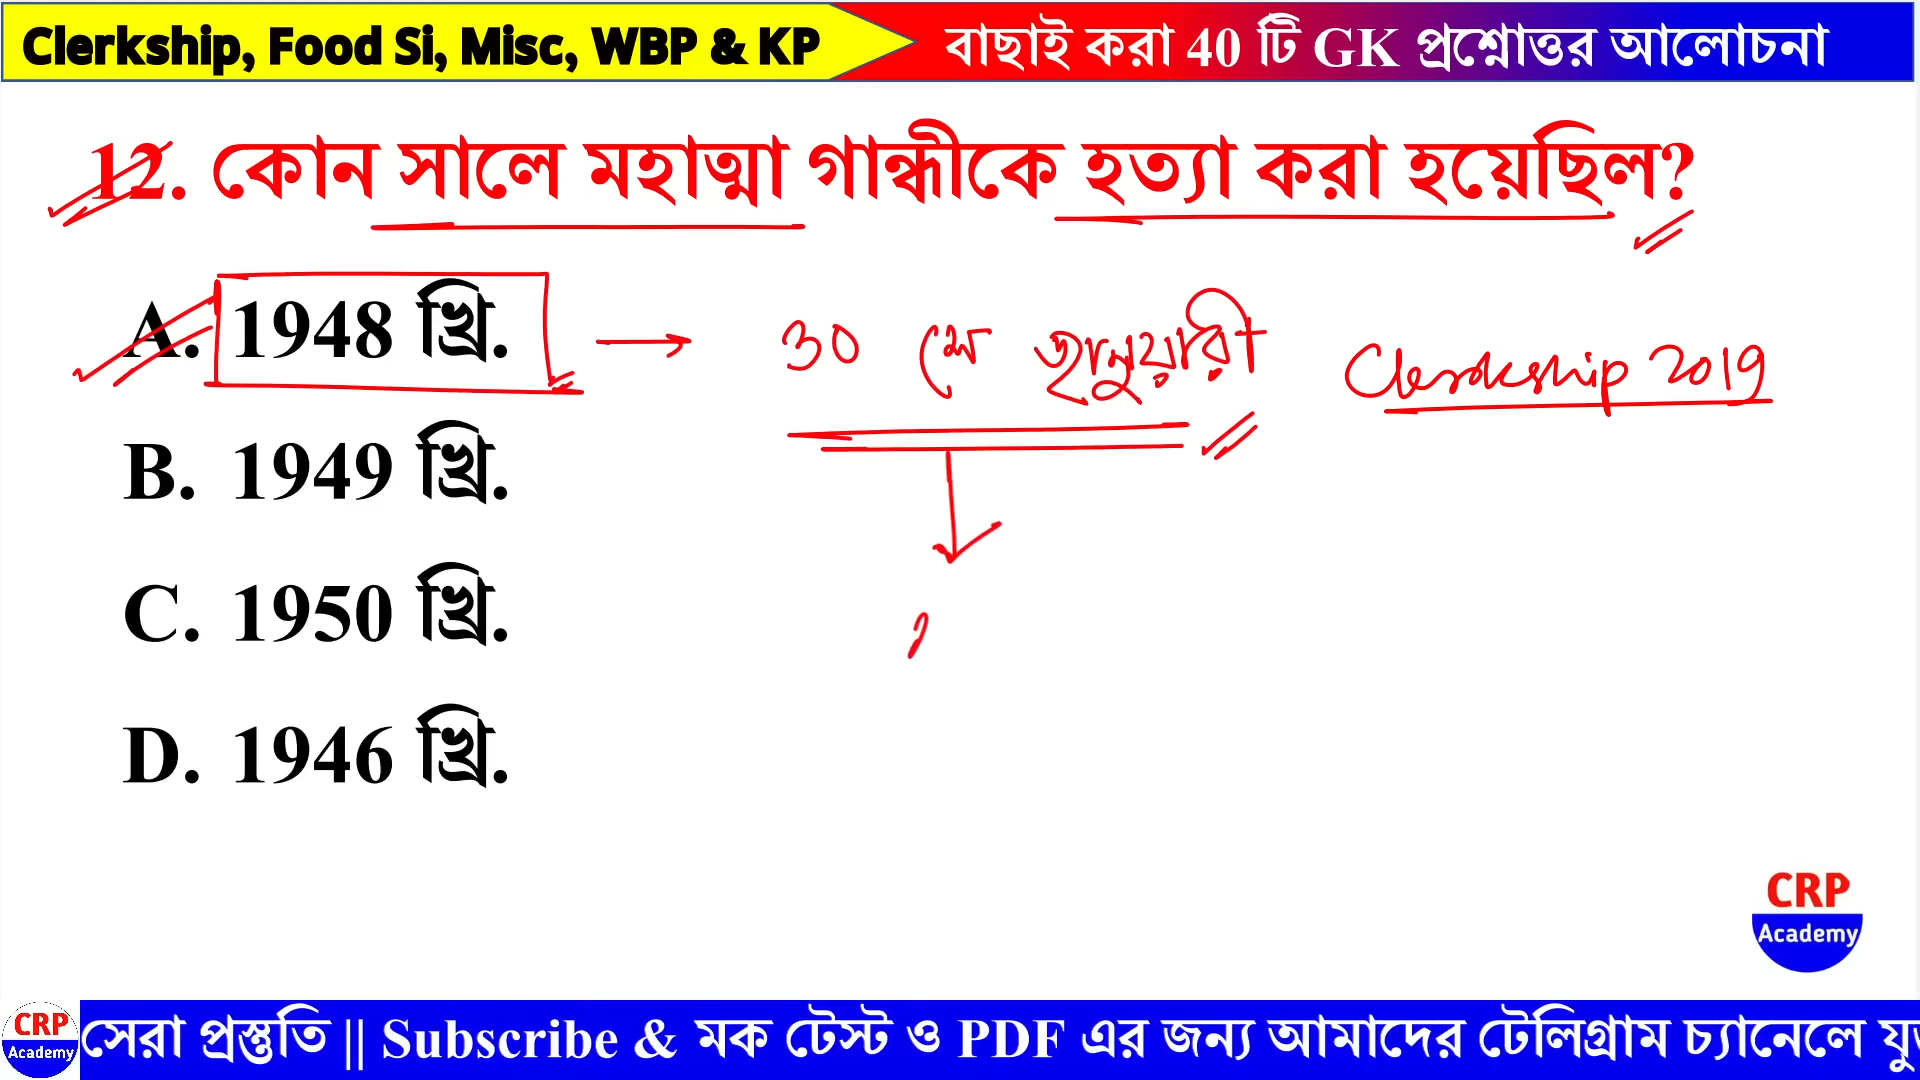 Clerkship, Food Si, Misc, WBP & KP
বাছাই করা 40 টি GK প্রশ্নোত্তর আলোচনা
12. কোন সালে মহাত্মা গান্ধীকে হত্যা করা হয়েছিল?
A. 1948 খ্রি.
30 শে জানুয়ারি
Clerkship 2019
B. 1949 খ্রি.
C. 1950 খ্রি.
D. 1946 খ্রি.
CRP
Academy
CRP
Academy
সেরা প্রস্তুতি || Subscribe & মক টেস্ট ও PDF এর জন্য আমাদের টেলিগ্রাম চ্যানেলে